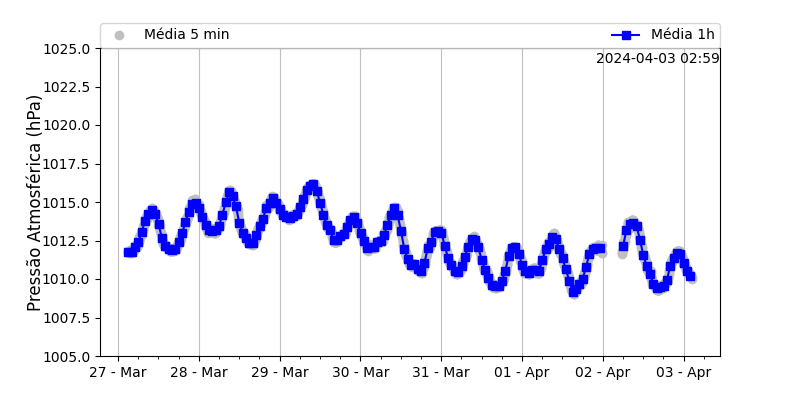 Média 5 min
Média 1h
2024-04-03 02:59
Pressão Atmosférica (hPa)
1025.0
1022.5
1020.0
1017.5
1015.0
1012.5
1010.0
1007.5
1005.0
27 - Mar 28 - Mar 29 - Mar 30 - Mar 31 - Mar 01 - Apr 02 - Apr 03 - Apr